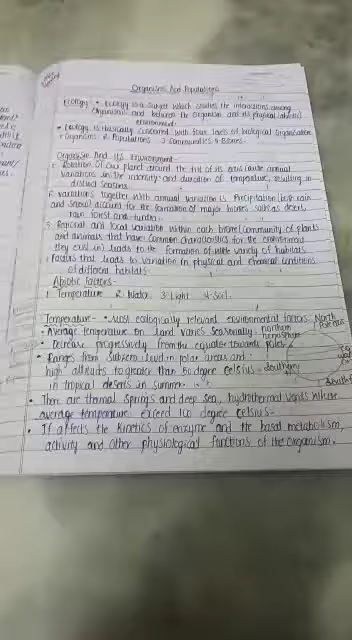 Organisms And Populations
Ecology - • Ecology is a subject which studies the interactions among
Organisms and between the organism and its physical (abiotic)
environment.
• Ecology is basically concerned with four levels of biological organisation
1. Organisms 2. Populations 3. Communities 4. Biomes.
Organism And Its Environment -
1. Rotation of our planet around the tilt of its axis cause annual
variations in the intensity and duration of temperature, resulting in
distinct seasons.
2. variations together with annual variation in Precipitation (both rain
and snow) account for the formation of major biomes such as desert,
rain forest and tundra.
3. Regional and local variation within each biome (community of plants
and animals that have common characteristics for the environment
they exist in) leads to the formation of wide variety of habitats.
• Factors that leads to variation in physical and chemical conditions
of different habitats.
Abiotic Factors -
1. Temperature 2. Water 3. Light 4. Soil.
Temperature - • Most ecologically relevant environmental factors
North
Pole
• Average temperature on land varies seasonally.
northern
hemisphere
• Decrease progressively from the equator towards poles.
• Ranges from subzero level in polar areas and
high altitudes to greater than 50 degree celsius
southern
in tropical deserts in summer.
South
• There are thermal springs and deep sea, hydrothermal vents where
average temperature exceed 100 degree celsius.
• It affects the kinetics of enzyme and the basal metabolism,
activity and other physiological functions of the organism.